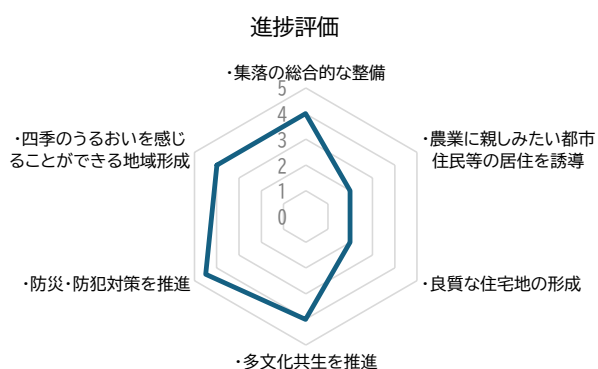 進捗評価
・集落の総合的な整備
・農業に親しみたい都市
住民等の居住を誘導
・良質な住宅地の形成
・多文化共生を推進
・防災・防犯対策を推進
・四季のうるおいを感じ
ることができる地域形成
5
4
3
2
1
0